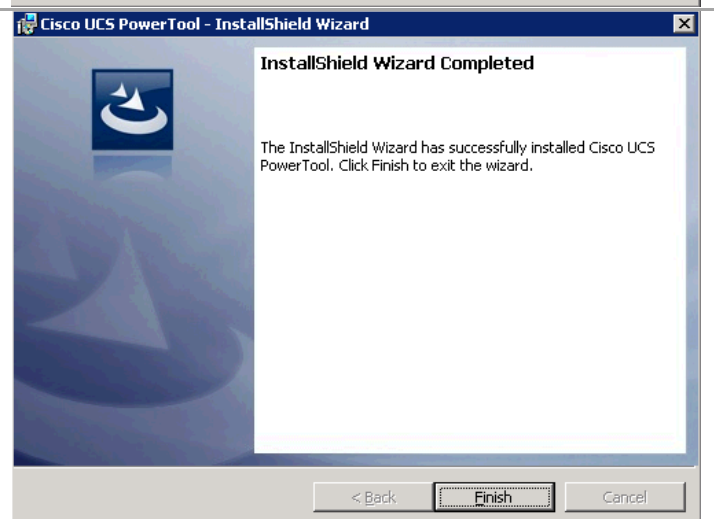 Cisco UCS PowerTool - InstallShield Wizard
InstallShield Wizard Completed
The InstallShield Wizard has successfully installed Cisco UCS
PowerTool. Click Finish to exit the wizard.
< Back
Finish
Cancel